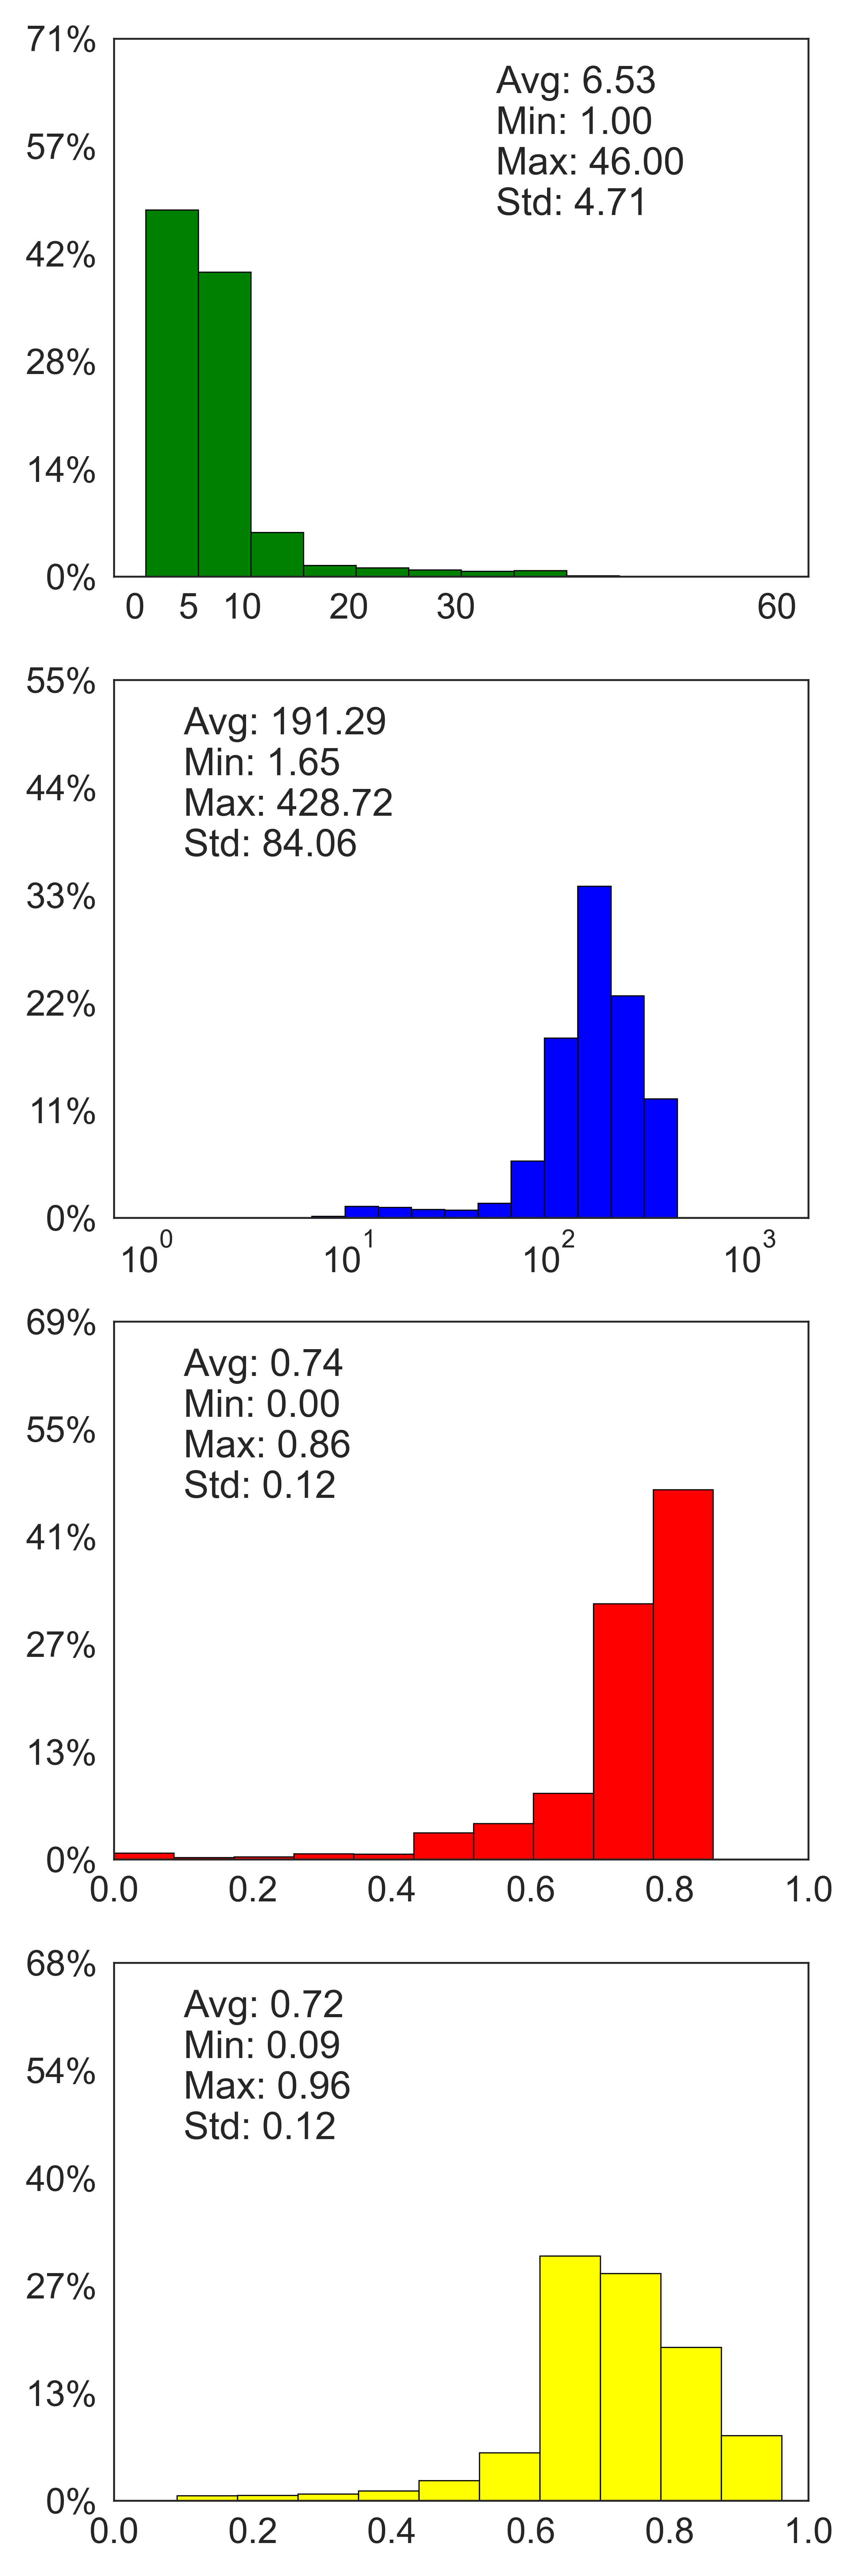 71%
57%
42%
28%
14%
0%
Avg: 6.53
Min: 1.00
Max: 46.00
Std: 4.71
0 5 10 20 30 60
55%
44%
33%
22%
11%
0%
Avg: 191.29
Min: 1.65
Max: 428.72
Std: 84.06
10^0 10^1 10^2 10^3
69%
55%
41%
27%
13%
0%
Avg: 0.74
Min: 0.00
Max: 0.86
Std: 0.12
0.0 0.2 0.4 0.6 0.8 1.0
68%
54%
40%
27%
13%
0%
Avg: 0.72
Min: 0.09
Max: 0.96
Std: 0.12
0.0 0.2 0.4 0.6 0.8 1.0